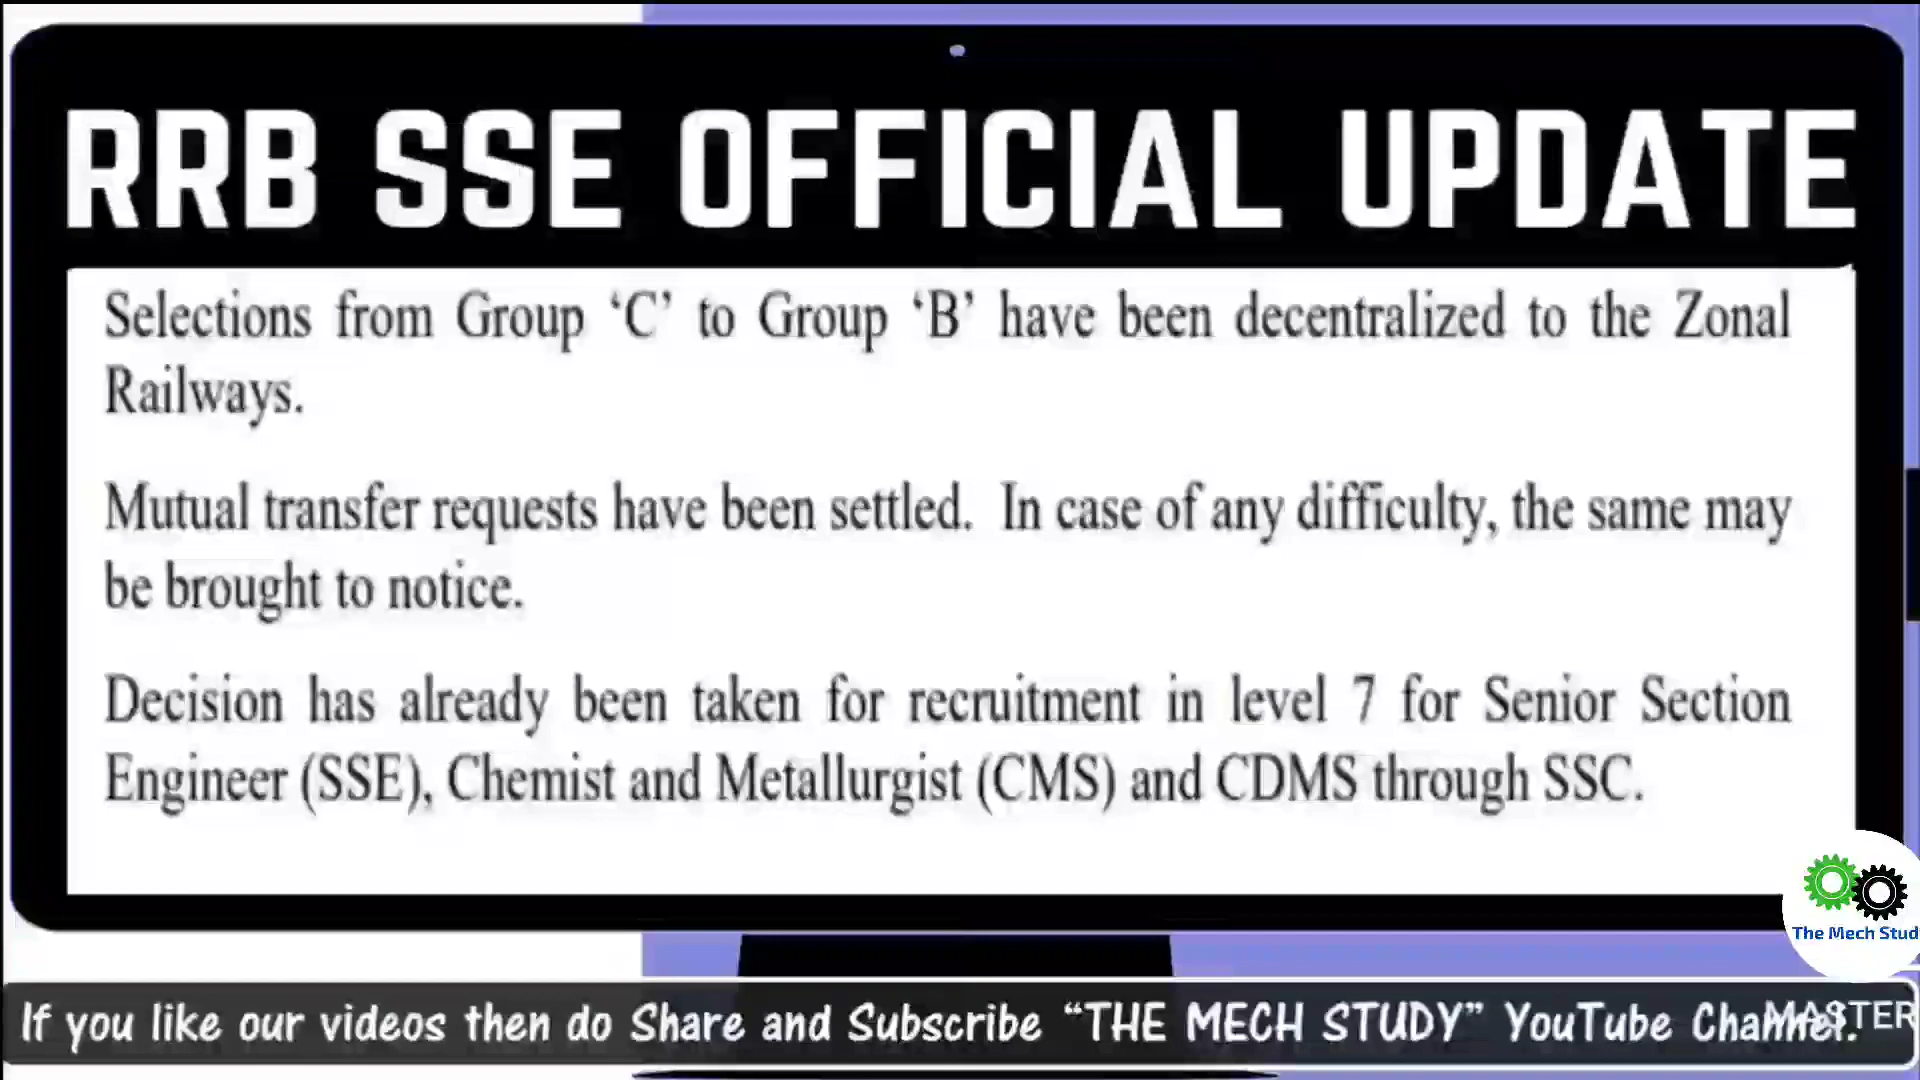 RRB SSE OFFICIAL UPDATE
Selections from Group ‘C’ to Group ‘B’ have been decentralized to the Zonal
Railways.
Mutual transfer requests have been settled. In case of any difficulty, the same may
be brought to notice.
Decision has already been taken for recruitment in level 7 for Senior Section
Engineer (SSE), Chemist and Metallurgist (CMS) and CDMS through SSC.
The Mech Stud
If you like our videos then do Share and Subscribe “THE MECH STUDY” YouTube Channel.
MASTER